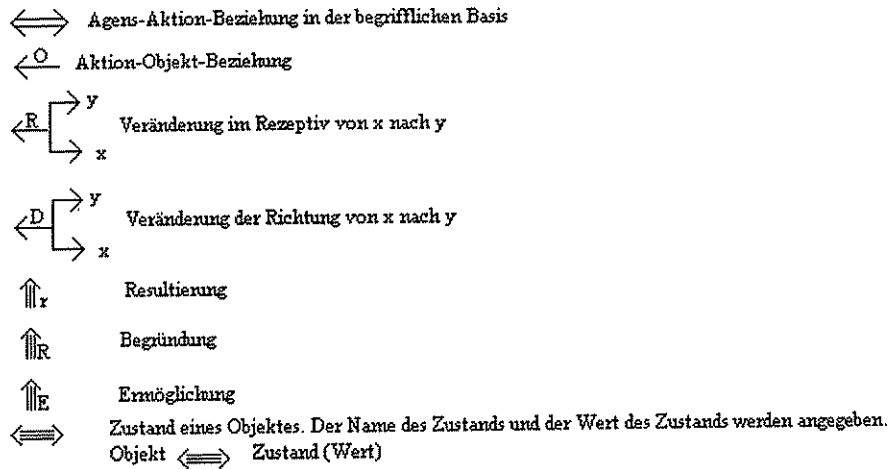 Agens-Aktion-Beziehung in der begrifflichen Basis
O Aktion-Objekt-Beziehung
y
R Veränderung im Rezeptiv von x nach y
x
y
D Veränderung der Richtung von x nach y
x
r Resultierung
R Begründung
E Ermöglichung
Zustand eines Objektes. Der Name des Zustands und der Wert des Zustands werden angegeben.
Objekt Zustand (Wert)